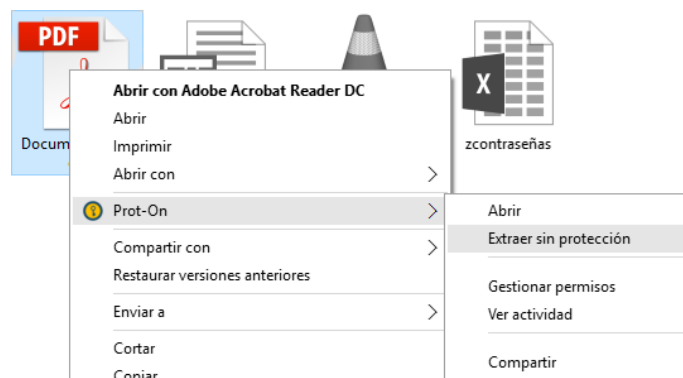 PDF
X
Docum
zcontraseñas
Abrir con Adobe Acrobat Reader DC
Abrir
Imprimir
Abrir con
Prot-On
Compartir con
Restaurar versiones anteriores
Enviar a
Cortar
Copiar
Abrir
Extraer sin protección
Gestionar permisos
Ver actividad
Compartir